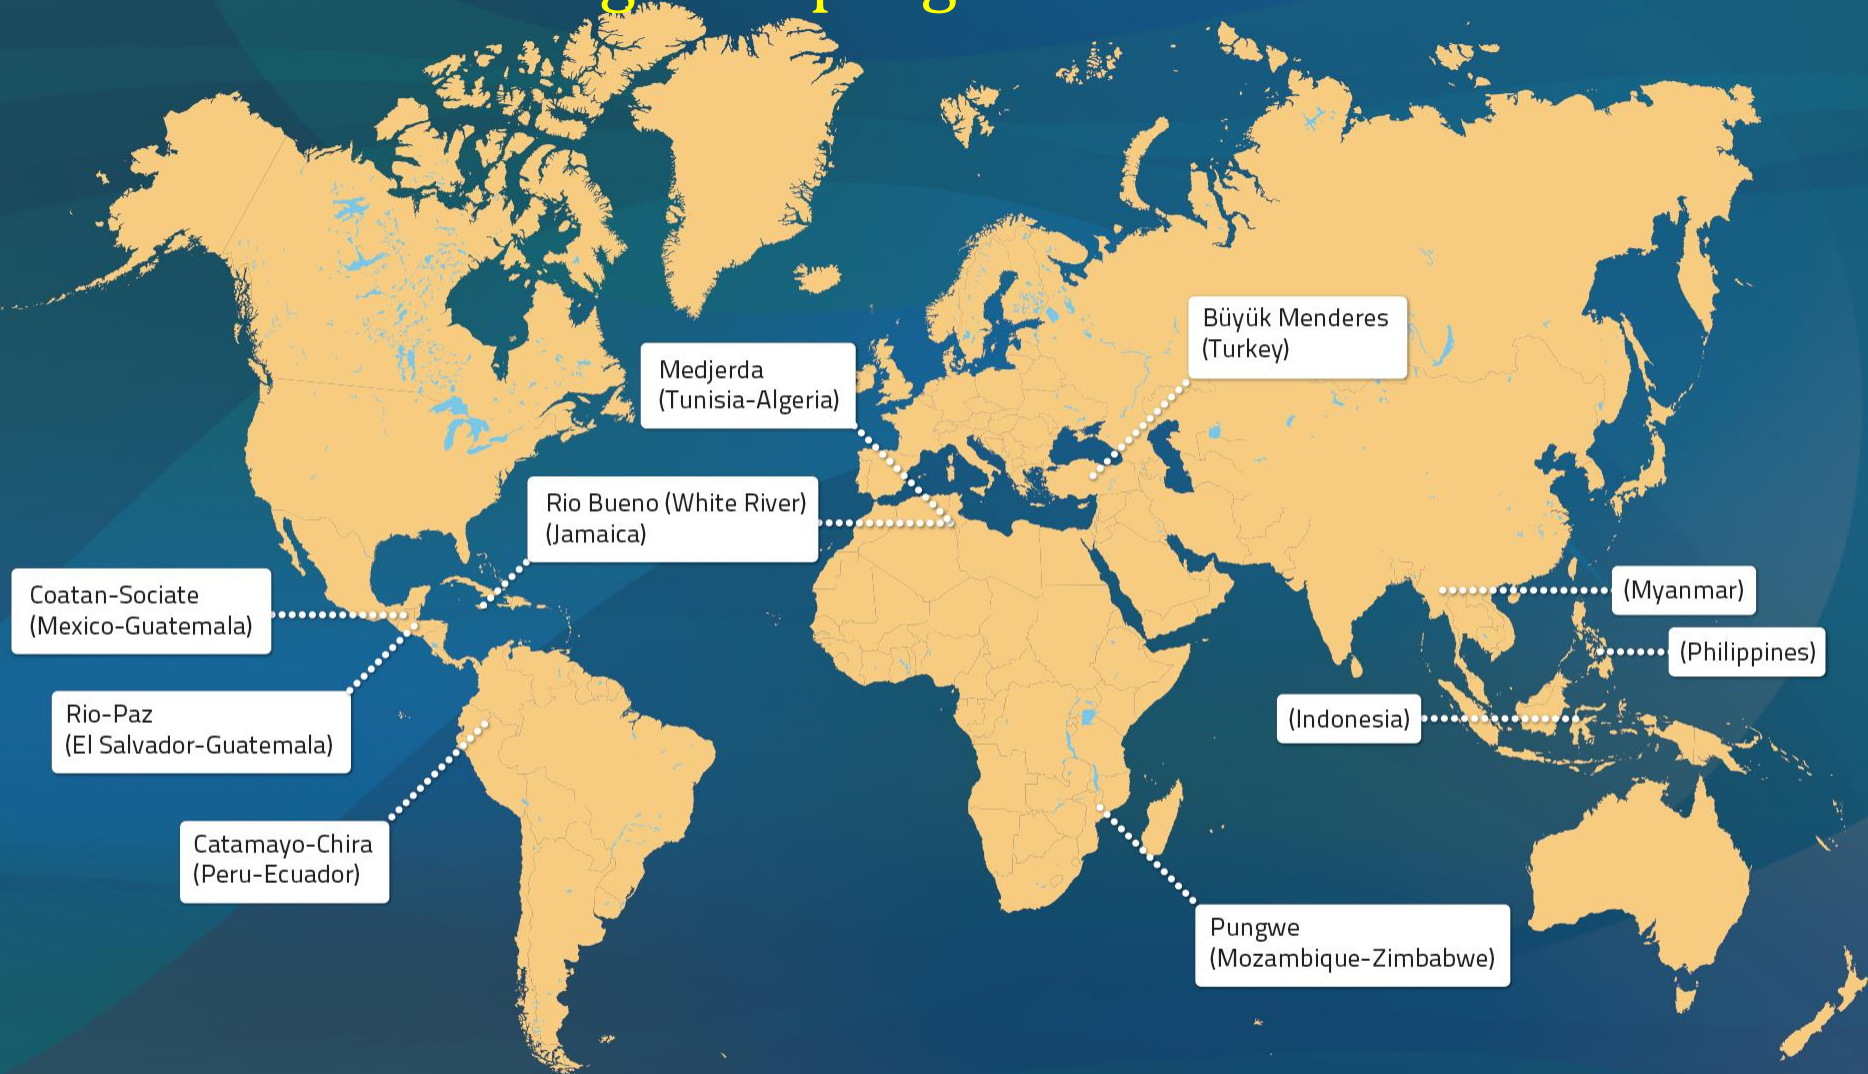 Büyük Menderes
(Turkey)
Medjerda
(Tunisia-Algeria)
Rio Bueno (White River)
(Jamaica)
Coatan-Sociate
(Mexico-Guatemala)
(Myanmar)
(Philippines)
Rio-Paz
(El Salvador-Guatemala)
(Indonesia)
Catamayo-Chira
(Peru-Ecuador)
Pungwe
(Mozambique-Zimbabwe)